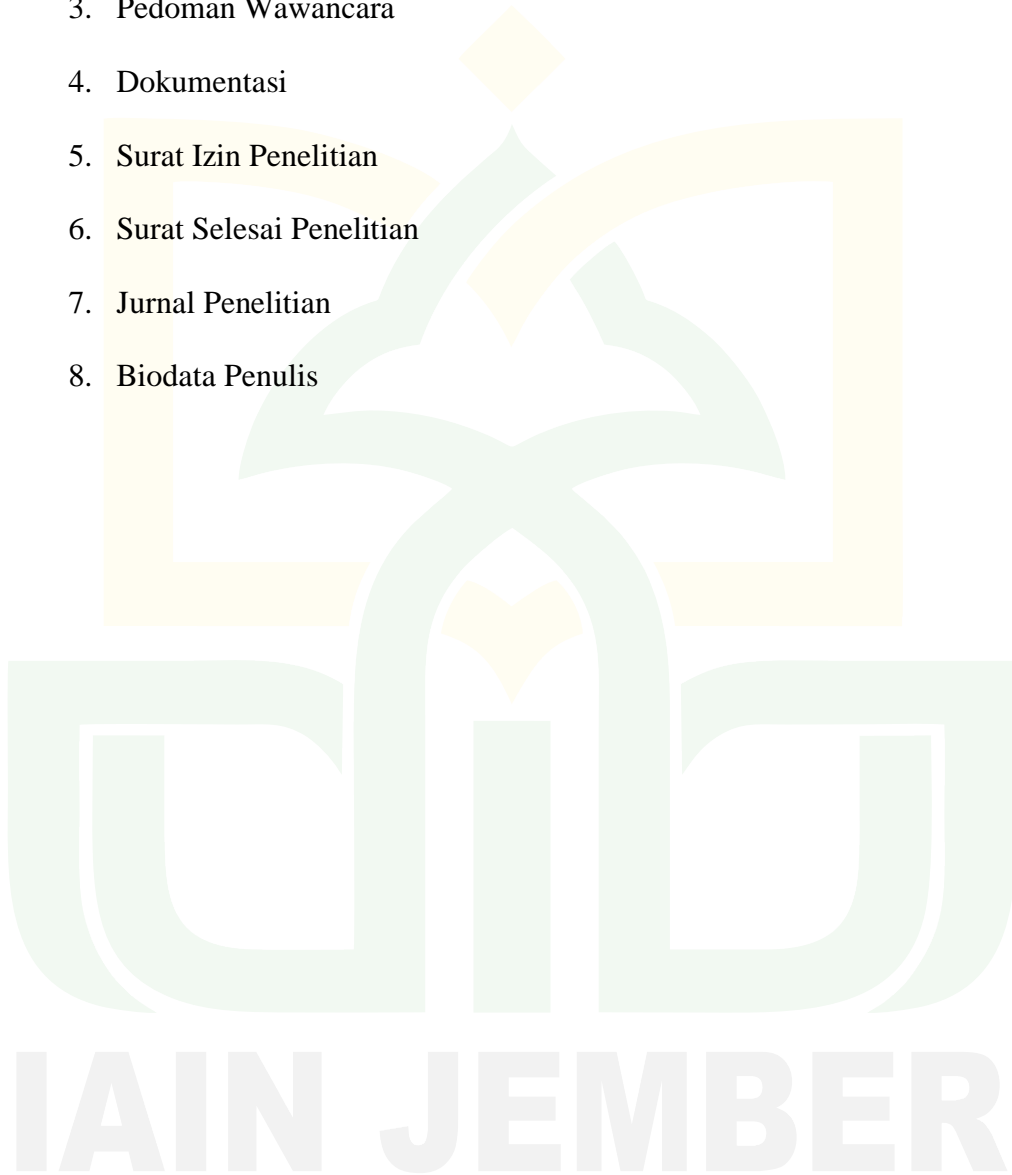 3. Pedoman Wawancara
4. Dokumentasi
5. Surat Izin Penelitian
6. Surat Selesai Penelitian
7. Jurnal Penelitian
8. Biodata Penulis
IAIN JEMBER